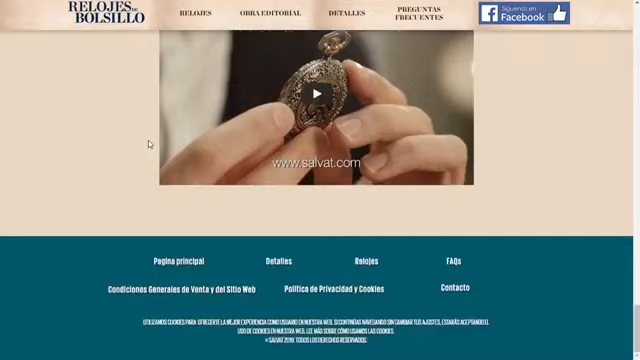 RELOJES DE
BOLSILLO
RELOJES
OBRA EDITORIAL
DETALLES
PREGUNTAS
FRECUENTES
Síguenos en
Facebook
www.salvat.com
Pagina principal
Detalles
Relojes
FAQs
Condiciones Generales de Venta y del Sitio Web
Política de Privacidad y Cookies
Contacto
UTILIZAMOS COOKIES PARA OFRECERTE LA MEJOR EXPERIENCIA COMO USUARIO EN NUESTRA WEB. SI CONTINÚAS NAVEGANDO SIN CAMBIAR TUS AJUSTES, ESTARÁS ACEPTANDO EL
USO DE COOKIES EN NUESTRA WEB. LEE MÁS SOBRE CÓMO USAMOS LAS COOKIES.
© SALVAT 2019. TODOS LOS DERECHOS RESERVADOS.